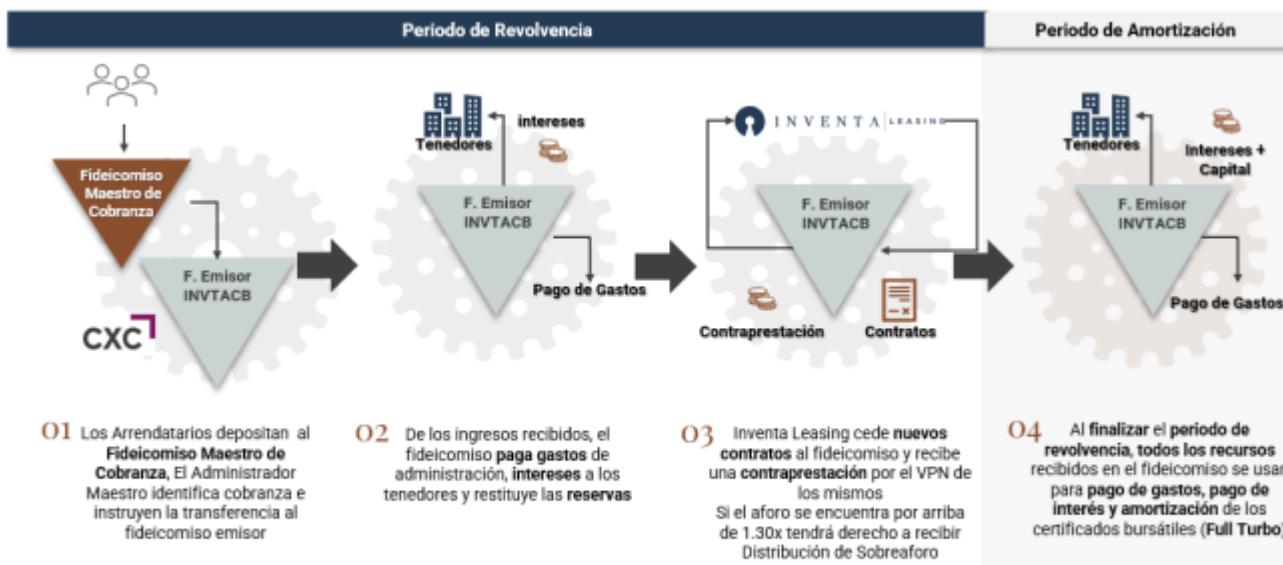 Periodo de Revolvencia
Periodo de Amortización
Fideicomiso
Maestro de
Cobranza
F. Emisor
INVTACB
CXC
Tenedores
intereses
F. Emisor
INVTACB
Pago de Gastos
INVENTA LEASING
F. Emisor
INVTACB
Contraprestación
Contratos
Tenedores
Intereses +
Capital
F. Emisor
INVTACB
Pago de Gastos
01 Los Arrendatarios depositan al
Fideicomiso Maestro de
Cobranza, El Administrador
Maestro identifica cobranza e
instruyen la transferencia al
fideicomiso emisor
02 De los ingresos recibidos, el
fideicomiso paga gastos de
administración, intereses a los
tenedores y restituye las reservas
03 Inventa Leasing cede nuevos
contratos al fideicomiso y recibe
una contraprestación por el VPN de
los mismos
Si el aforo se encuentra por arriba
de 1.30x tendrá derecho a recibir
Distribución de Sobreaforo
04 Al finalizar el periodo de
revolvencia, todos los recursos
recibidos en el fideicomiso se usan
para pago de gastos, pago de
interés y amortización de los
certificados bursátiles (Full Turbo)